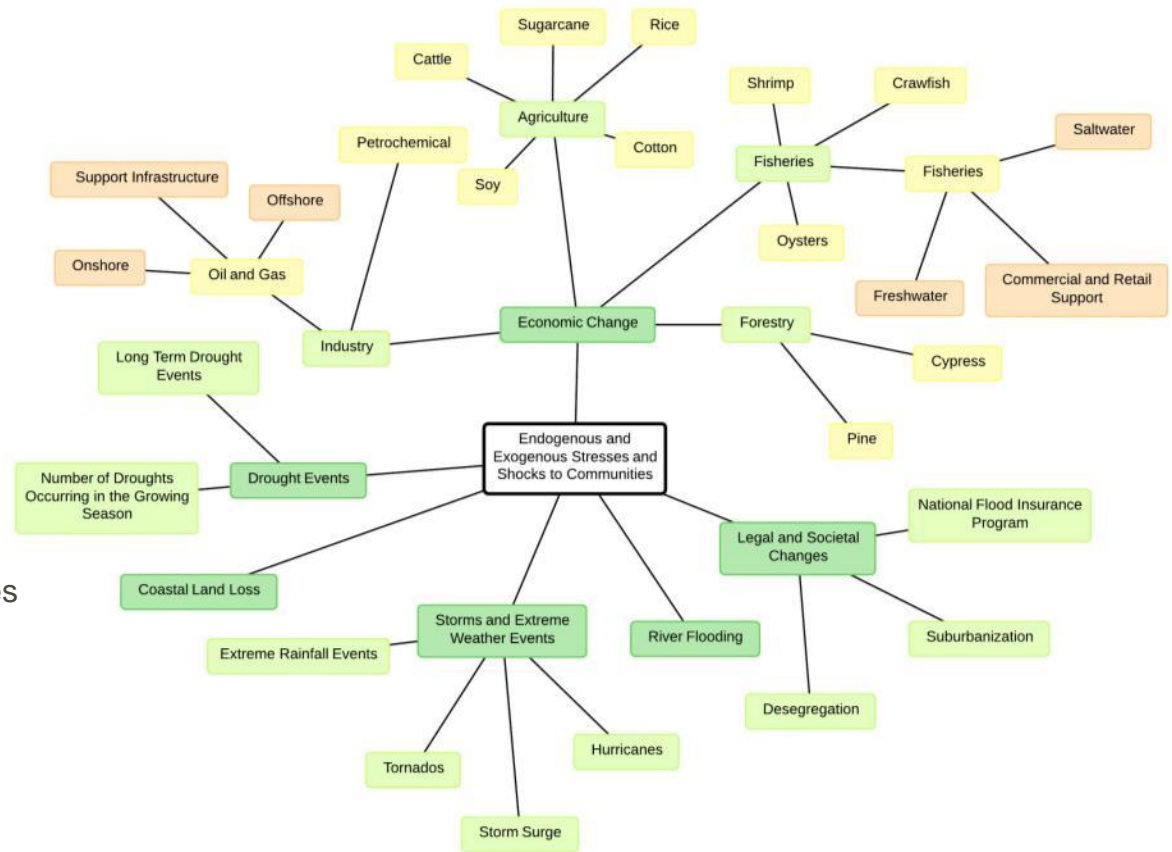 Sugarcane
Rice
Cattle
Shrimp
Crawfish
Agriculture
Saltwater
Petrochemical
Cotton
Fisheries
Fisheries
Support Infrastructure
Soy
Offshore
Oysters
Onshore
Oil and Gas
Freshwater
Commercial and Retail
Support
Economic Change
Forestry
Industry
Long Term Drought
Events
Cypress
Pine
Endogenous and
Exogenous Stresses and
Shocks to Communities
Number of Droughts
Occurring in the Growing
Season
Drought Events
National Flood Insurance
Program
Legal and Societal
Changes
es
Coastal Land Loss
Storms and Extreme
Weather Events
River Flooding
Suburbanization
Extreme Rainfall Events
Desegregation
Hurricanes
Tornados
Storm Surge